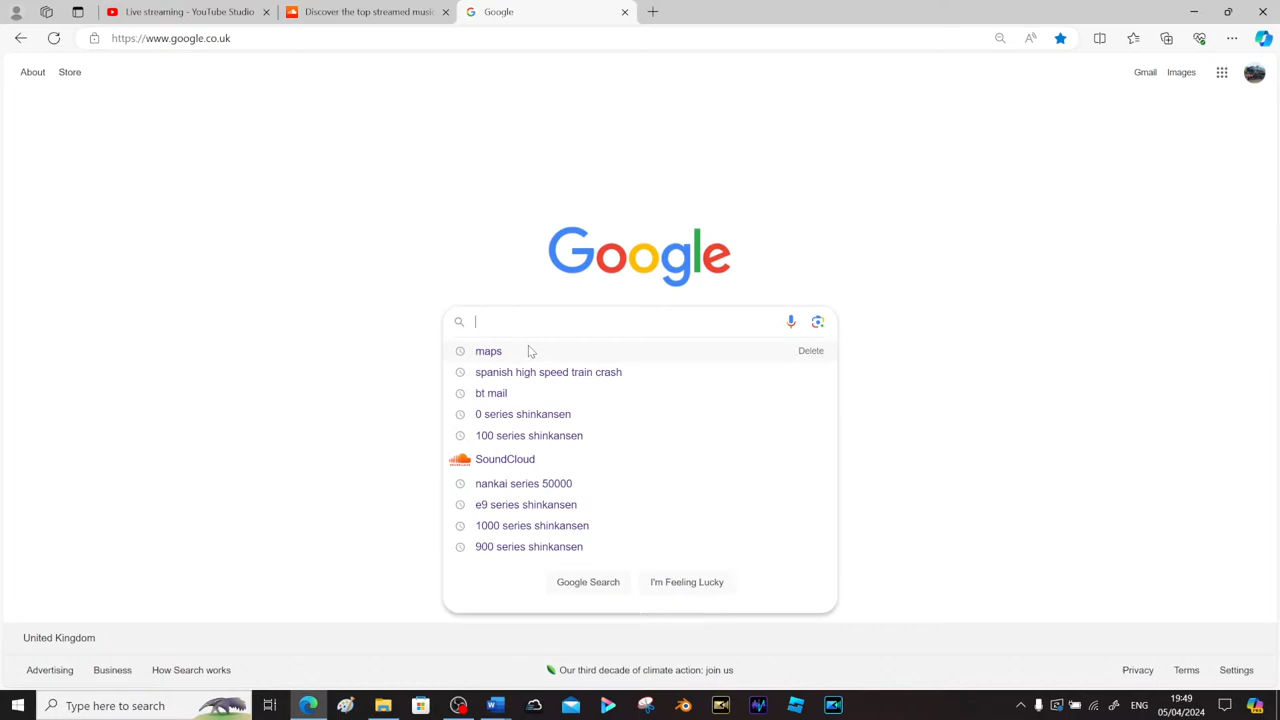 Live streaming - YouTube Studio
Discover the top streamed music
Google
https://www.google.co.uk
About
Store
Gmail
Images
Google
maps
Delete
spanish high speed train crash
bt mail
0 series shinkansen
100 series shinkansen
SoundCloud
nankai series 50000
e9 series shinkansen
1000 series shinkansen
900 series shinkansen
Google Search
I'm Feeling Lucky
United Kingdom
Advertising
Business
How Search works
Our third decade of climate action: join us
Privacy
Terms
Settings
Type here to search
ENG
19:49
05/04/2024